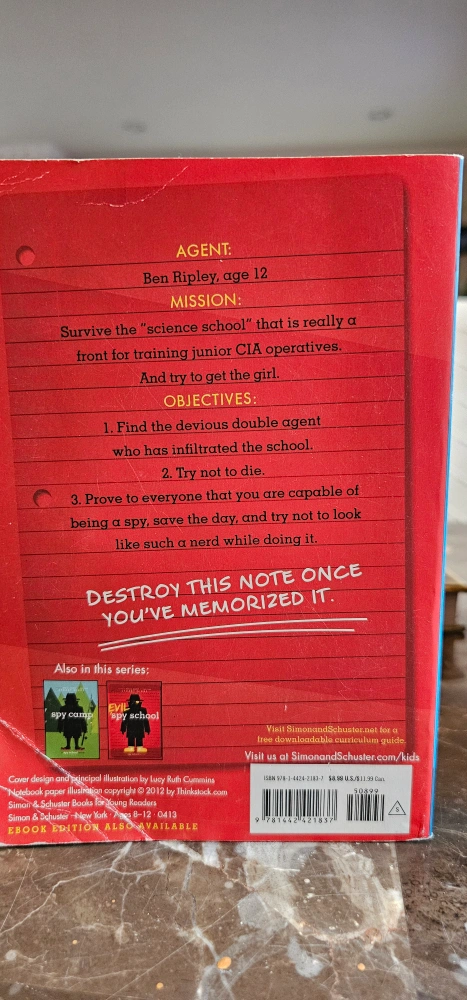 AGENT:
Ben Ripley, age 12
MISSION:
Survive the "science school" that is really a
front for training junior CIA operatives.
And try to get the girl.
OBJECTIVES:
1. Find the devious double agent
who has infiltrated the school.
2. Try not to die.
3. Prove to everyone that you are capable of
being a spy, save the day, and try not to look
like such a nerd while doing it.
DESTROY THIS NOTE ONCE
YOU'VE MEMORIZED IT.
Also in this series:
spy camp
EVIL
spy school
Visit SimonandSchuster.net for a
free downloadable curriculum guide.
Visit us at SimonandSchuster.com/kids
Cover design and principal illustration by Lucy Ruth Cummins
Notebook paper illustration copyright © 2012 by Thinkstock.com
Simon & Schuster Books for Young Readers
Simon & Schuster · New York · Ages 8–12 · 0413
EBOOK EDITION ALSO AVAILABLE
ISBN 978-1-4424-2183-7 $8.99 U.S./$11.99 Can.
50899
9 781442 421837
S